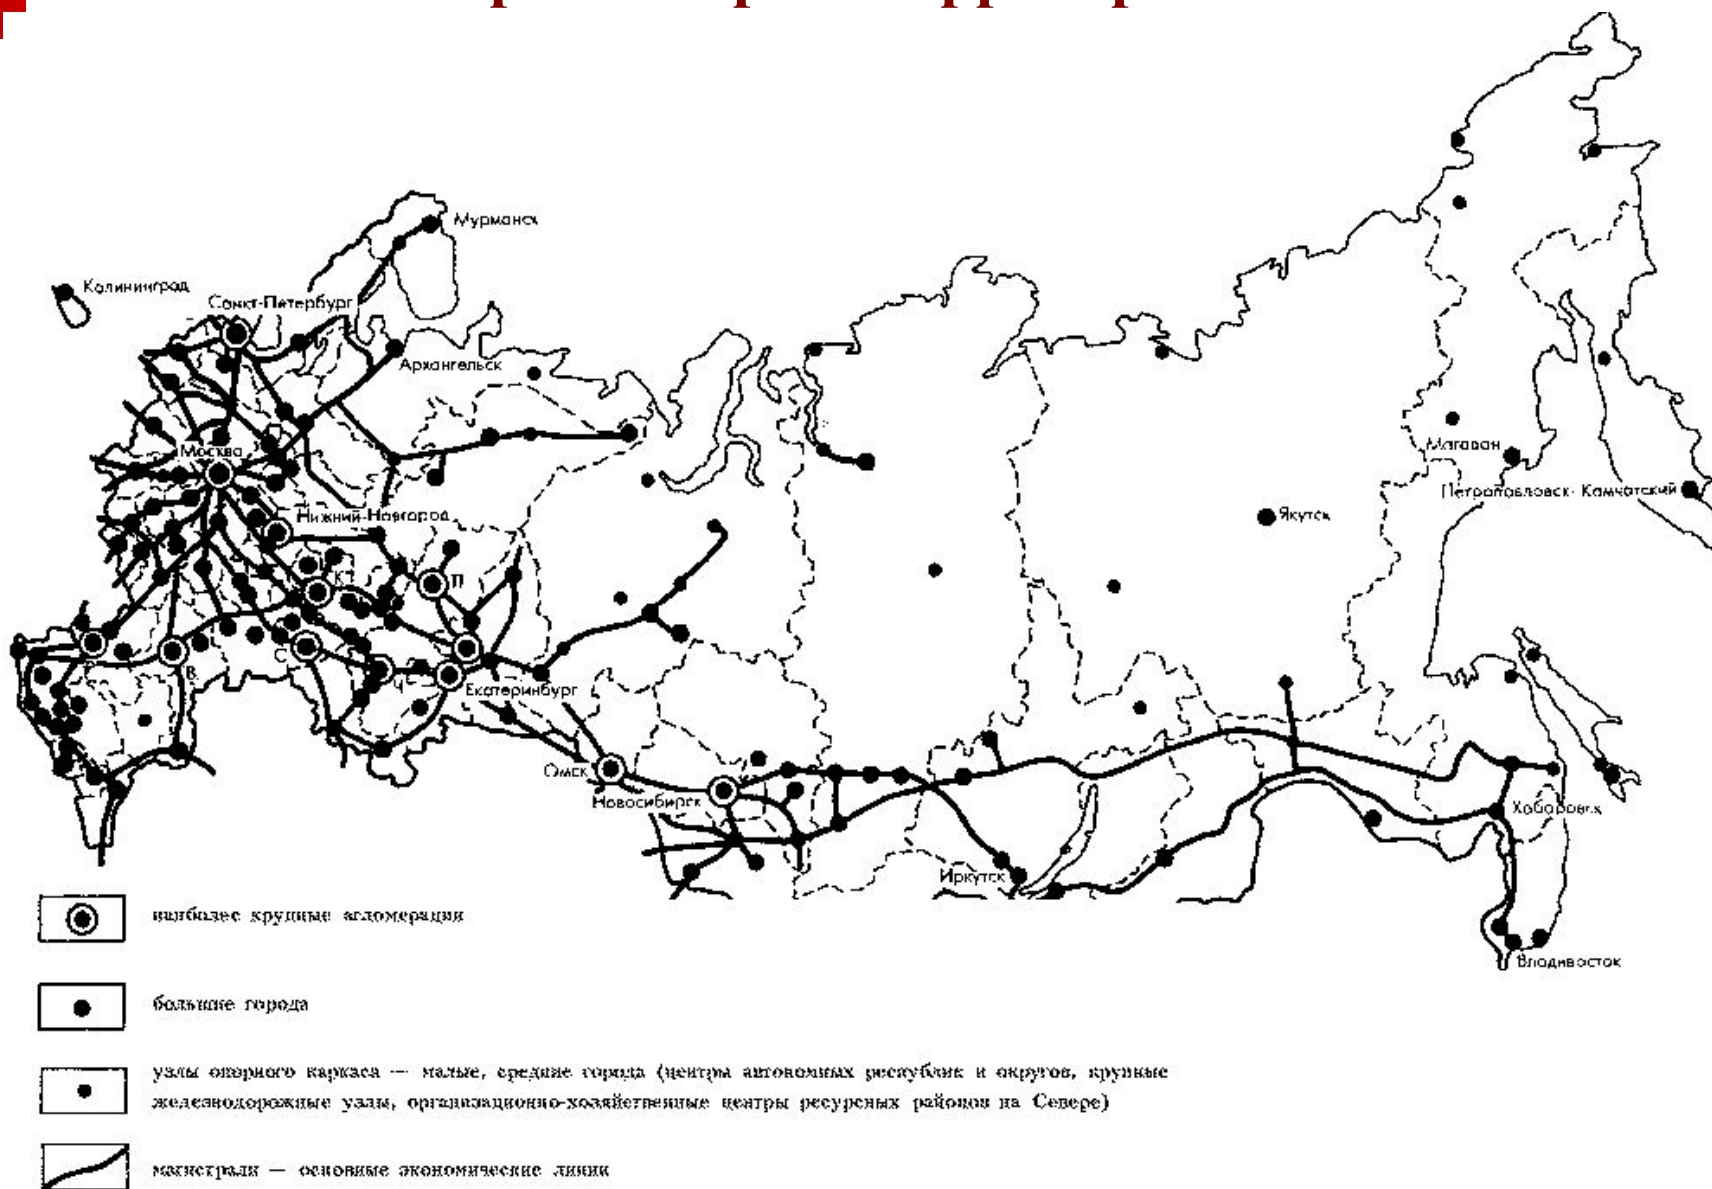 Мурманск
Калининград
Санкт-Петербург
Архангельск
Москва
Нижний-Новгород
Магадан
Петропавловск-Камчатский
Якутск
К
П
С
В
Ч
Екатеринбург
Омск
Новосибирск
Хабаровск
Иркутск
Владивосток
наиболее крупные агломерации
большие города
узлы опорного каркаса — малые, средние города (центры автономных республик и округов, крупные
железнодорожные узлы, организационно-хозяйственные центры ресурсных районов на Севере)
магистрали — основные экономические линии